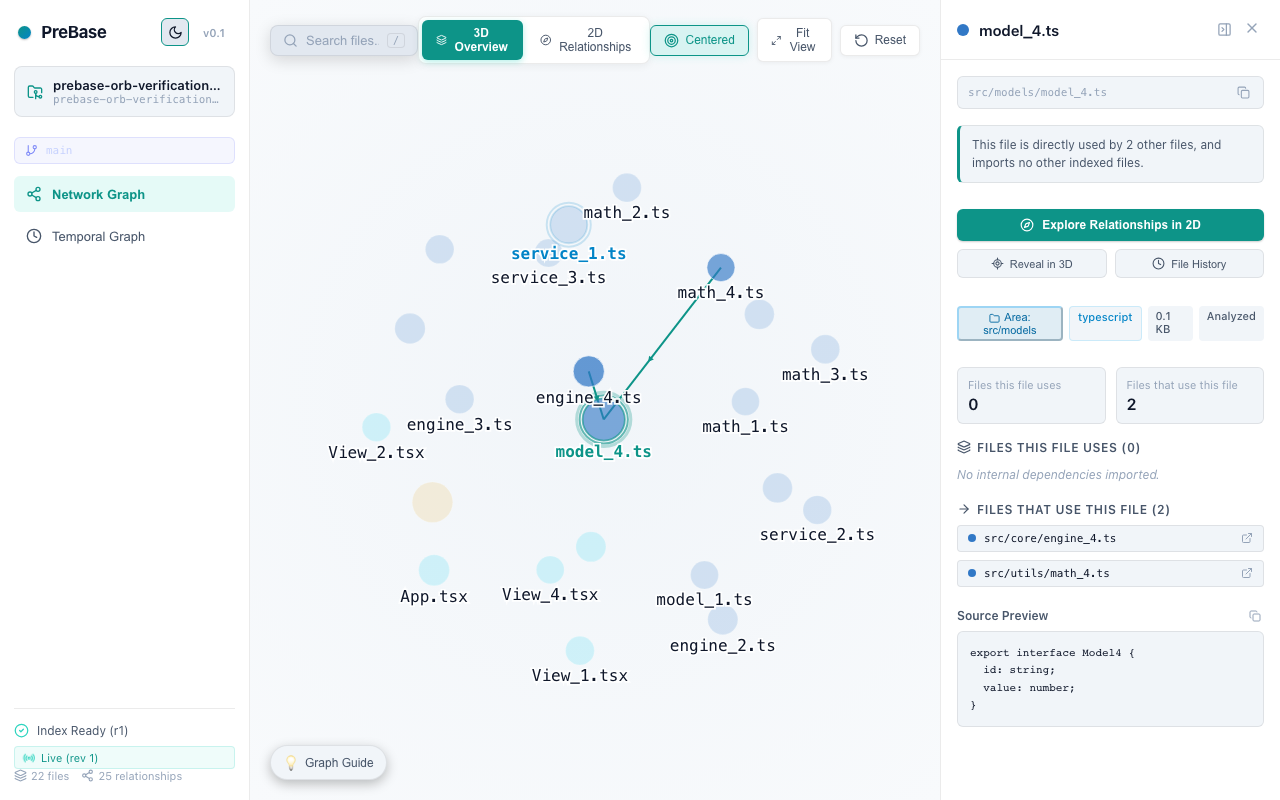 PreBase
v0.1
prebase-orb-verification...
prebase-orb-verification…
main
Network Graph
Temporal Graph
Index Ready (r1)
Live (rev 1)
22 files
25 relationships
Search files.
/
3D
Overview
2D
Relationships
Centered
Fit
View
Reset
math_2.ts
service_1.ts
service_3.ts
math_4.ts
math_3.ts
engine_4.ts
engine_3.ts
math_1.ts
View_2.tsx
model_4.ts
service_2.ts
App.tsx
View_4.tsx
model_1.ts
engine_2.ts
View_1.tsx
Graph Guide
model_4.ts
src/models/model_4.ts
This file is directly used by 2 other files, and
imports no other indexed files.
Explore Relationships in 2D
Reveal in 3D
File History
Area:
src/models
typescript
0.1
KB
Analyzed
Files this file uses
0
Files that use this file
2
FILES THIS FILE USES (0)
No internal dependencies imported.
FILES THAT USE THIS FILE (2)
src/core/engine_4.ts
src/utils/math_4.ts
Source Preview
export interface Model4 {
  id: string;
  value: number;
}